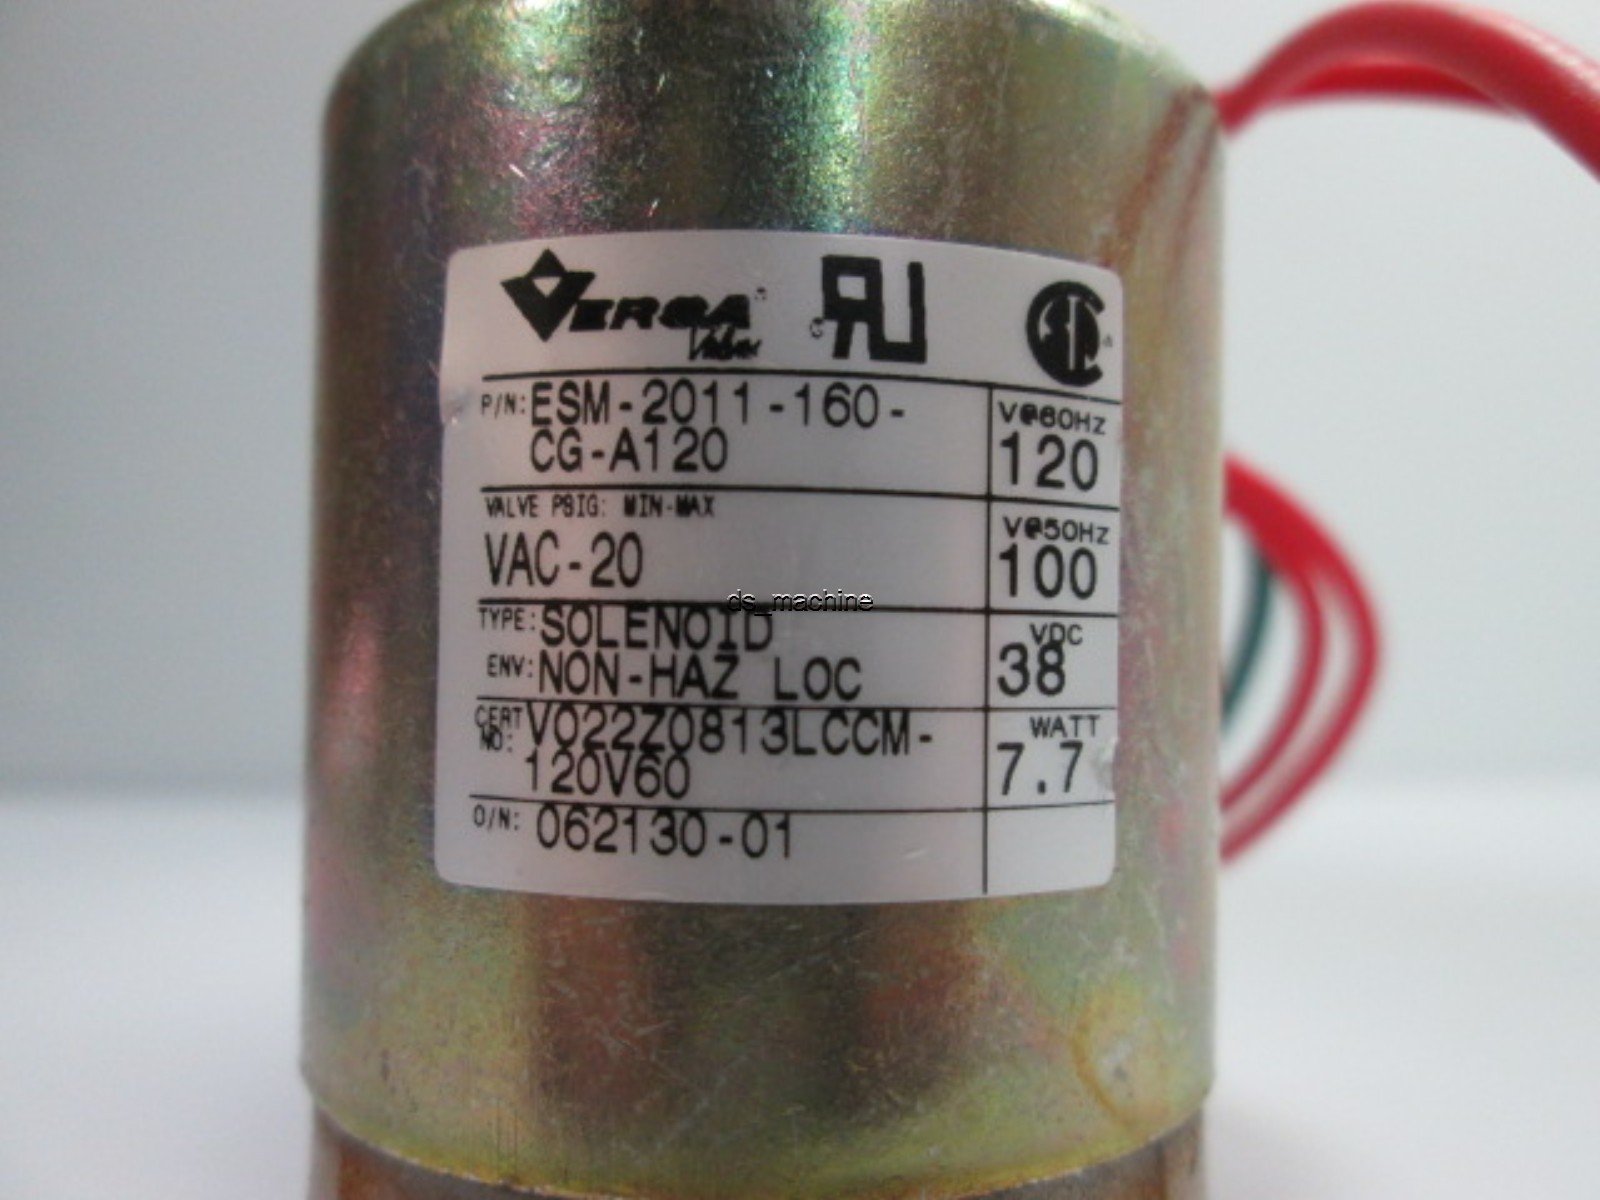 VERSA
Valves
P/N: ESM-2011-160-
CG-A120
V@60HZ
120
VALVE PSIG: MIN-MAX
VAC-20
V@50HZ
100
TYPE: SOLENOID
ENV: NON-HAZ LOC
VDC
38
CERT NO: V022Z0813LCCM-
120V60
WATT
7.7
O/N: 062130-01
ds_machine